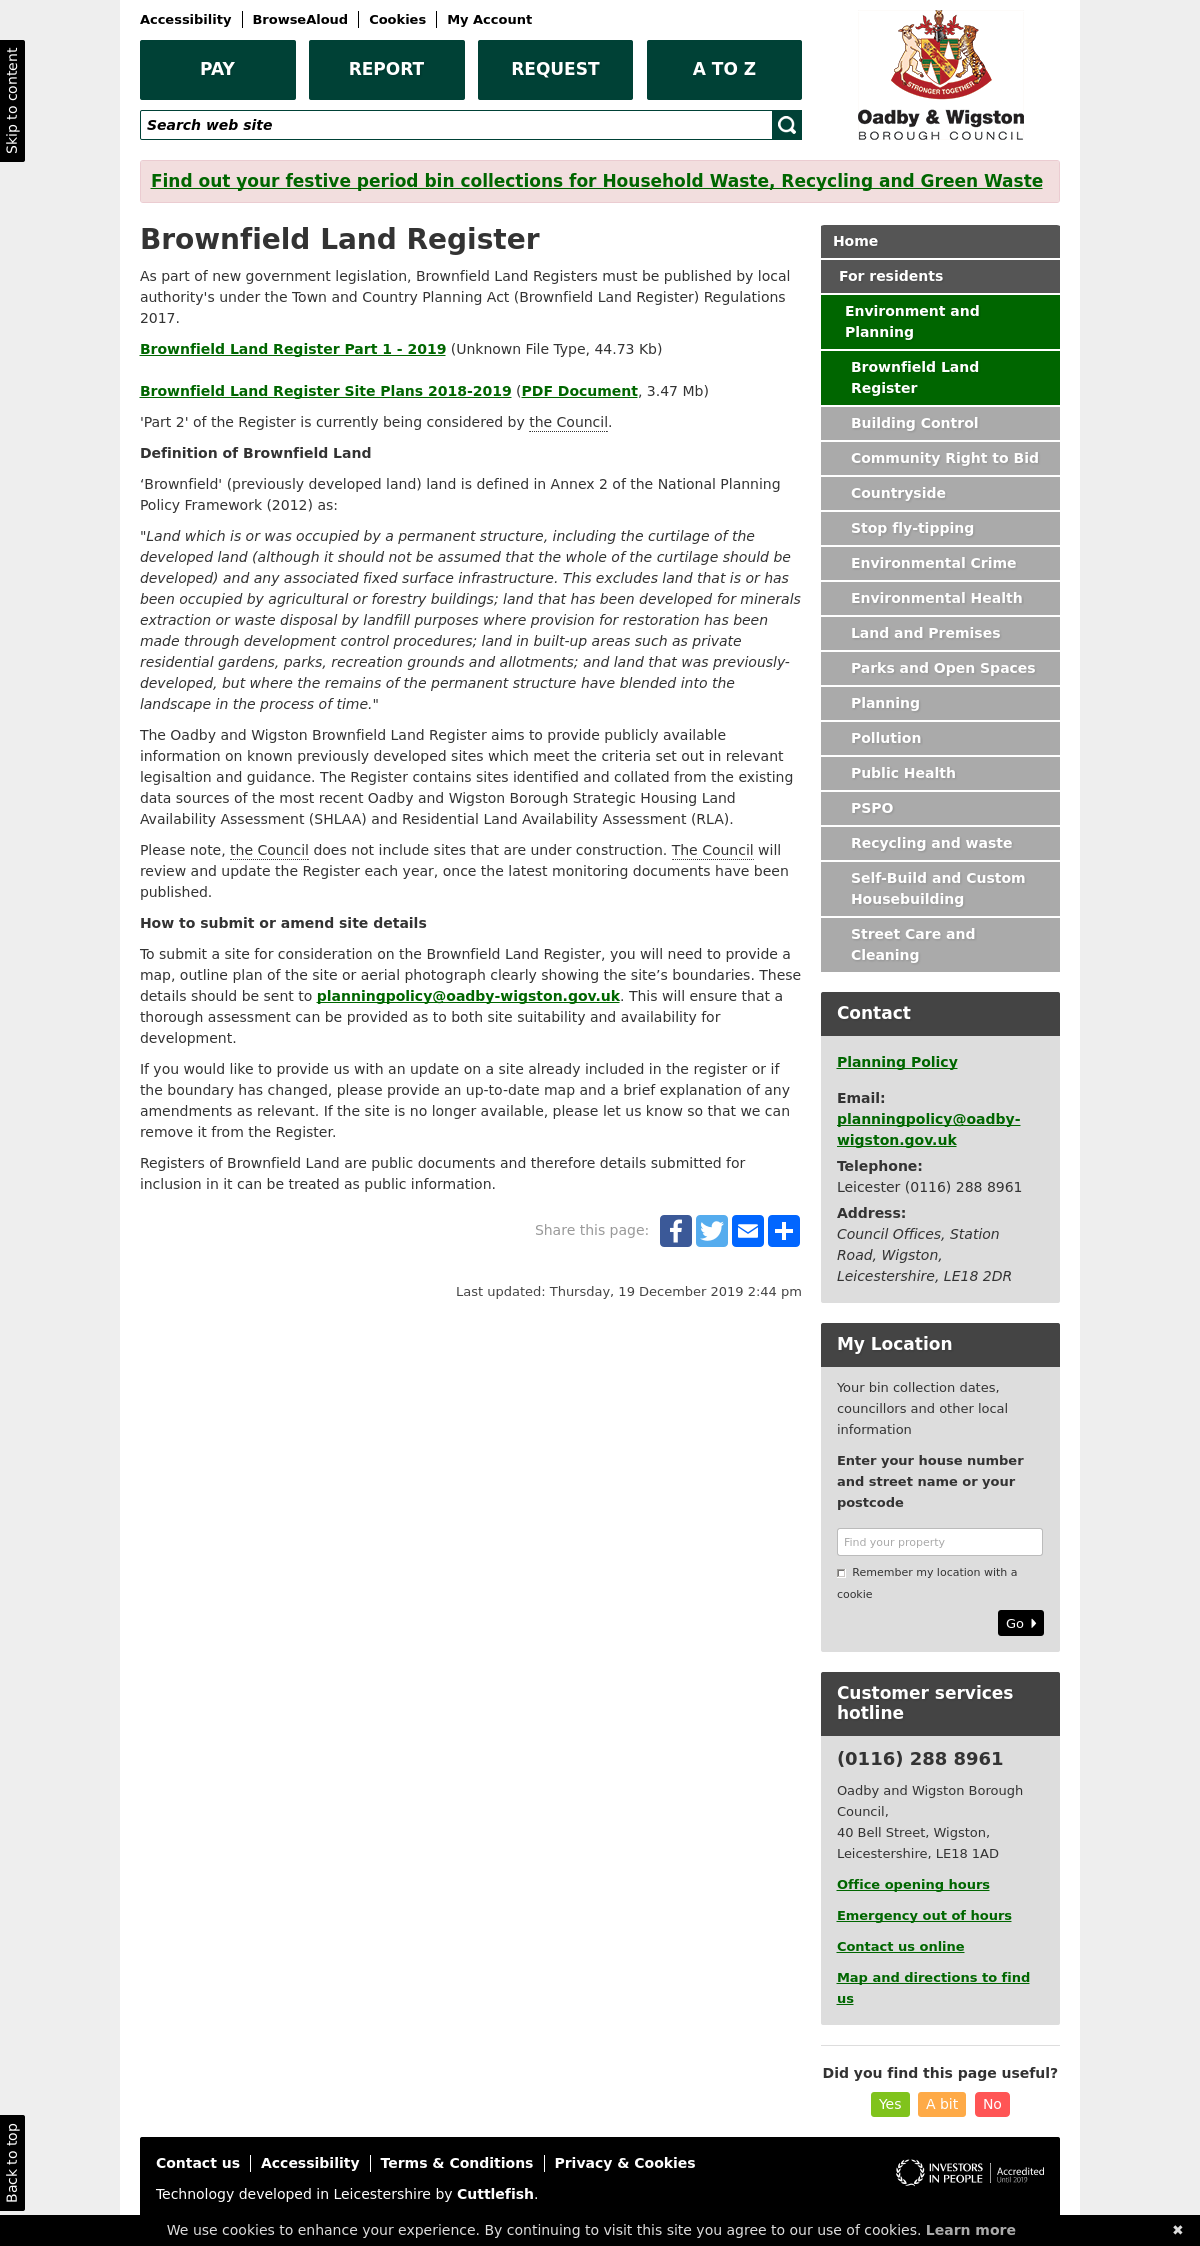 Skip to content
Accessibility
BrowseAloud
Cookies
My Account
PAY
REPORT
REQUEST
A TO Z
Search web site
STRONGER TOGETHER
Oadby & Wigston
BOROUGH COUNCIL
Find out your festive period bin collections for Household Waste, Recycling and Green Waste
Brownfield Land Register
As part of new government legislation, Brownfield Land Registers must be published by local
authority's under the Town and Country Planning Act (Brownfield Land Register) Regulations
2017.
Brownfield Land Register Part 1 - 2019 (Unknown File Type, 44.73 Kb)
Brownfield Land Register Site Plans 2018-2019 (PDF Document, 3.47 Mb)
'Part 2' of the Register is currently being considered by the Council.
Definition of Brownfield Land
‘Brownfield' (previously developed land) land is defined in Annex 2 of the National Planning
Policy Framework (2012) as:
"Land which is or was occupied by a permanent structure, including the curtilage of the
developed land (although it should not be assumed that the whole of the curtilage should be
developed) and any associated fixed surface infrastructure. This excludes land that is or has
been occupied by agricultural or forestry buildings; land that has been developed for minerals
extraction or waste disposal by landfill purposes where provision for restoration has been
made through development control procedures; land in built-up areas such as private
residential gardens, parks, recreation grounds and allotments; and land that was previously-
developed, but where the remains of the permanent structure have blended into the
landscape in the process of time."
The Oadby and Wigston Brownfield Land Register aims to provide publicly available
information on known previously developed sites which meet the criteria set out in relevant
legisaltion and guidance. The Register contains sites identified and collated from the existing
data sources of the most recent Oadby and Wigston Borough Strategic Housing Land
Availability Assessment (SHLAA) and Residential Land Availability Assessment (RLA).
Please note, the Council does not include sites that are under construction. The Council will
review and update the Register each year, once the latest monitoring documents have been
published.
How to submit or amend site details
To submit a site for consideration on the Brownfield Land Register, you will need to provide a
map, outline plan of the site or aerial photograph clearly showing the site’s boundaries. These
details should be sent to planningpolicy@oadby-wigston.gov.uk. This will ensure that a
thorough assessment can be provided as to both site suitability and availability for
development.
If you would like to provide us with an update on a site already included in the register or if
the boundary has changed, please provide an up-to-date map and a brief explanation of any
amendments as relevant. If the site is no longer available, please let us know so that we can
remove it from the Register.
Registers of Brownfield Land are public documents and therefore details submitted for
inclusion in it can be treated as public information.
Share this page:
Last updated: Thursday, 19 December 2019 2:44 pm
Home
For residents
Environment and
Planning
Brownfield Land
Register
Building Control
Community Right to Bid
Countryside
Stop fly-tipping
Environmental Crime
Environmental Health
Land and Premises
Parks and Open Spaces
Planning
Pollution
Public Health
PSPO
Recycling and waste
Self-Build and Custom
Housebuilding
Street Care and
Cleaning
Contact
Planning Policy
Email:
planningpolicy@oadby-
wigston.gov.uk
Telephone:
Leicester (0116) 288 8961
Address:
Council Offices, Station
Road, Wigston,
Leicestershire, LE18 2DR
My Location
Your bin collection dates,
councillors and other local
information
Enter your house number
and street name or your
postcode
Find your property
Remember my location with a
cookie
Go
Customer services
hotline
(0116) 288 8961
Oadby and Wigston Borough
Council,
40 Bell Street, Wigston,
Leicestershire, LE18 1AD
Office opening hours
Emergency out of hours
Contact us online
Map and directions to find
us
Did you find this page useful?
Yes
A bit
No
Back to top
Contact us
Accessibility
Terms & Conditions
Privacy & Cookies
Technology developed in Leicestershire by Cuttlefish.
INVESTORS
IN PEOPLE
Accredited
Until 2019
We use cookies to enhance your experience. By continuing to visit this site you agree to our use of cookies. Learn more